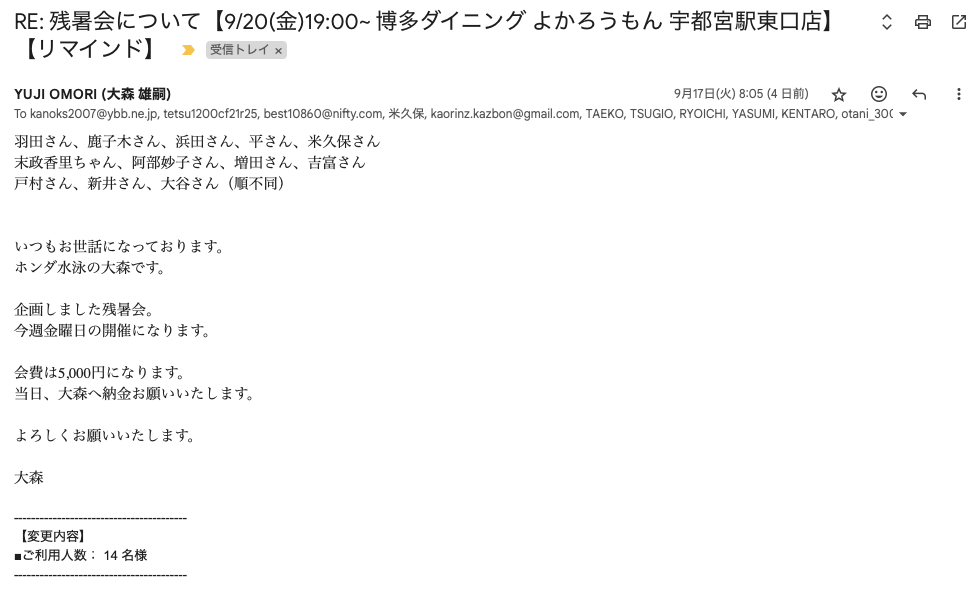 RE: 残暑会について【9/20(金)19:00~ 博多ダイニング よかろうもん 宇都宮駅東口店】
【リマインド】 受信トレイ ×
YUJI OMORI (大森 雄嗣) 9月17日(火) 8:05 (4 日前)
To kanoks2007@ybb.ne.jp, tetsu1200cf21r25, best10860@nifty.com, 米久保, kaorinz.kazbon@gmail.com, TAEKO, TSUGIO, RYOICHI, YASUMI, KENTARO, otani_300
羽田さん、鹿子木さん、浜田さん、平さん、米久保さん
末政香里ちゃん、阿部妙子さん、増田さん、吉富さん
戸村さん、新井さん、大谷さん（順不同）
いつもお世話になっております。
ホンダ水泳の大森です。
企画しました残暑会。
今週金曜日の開催になります。
会費は5,000円になります。
当日、大森へ納金お願いいたします。
よろしくお願いいたします。
大森
----------------------------------------
【変更内容】
■ご利用人数： 14 名様
----------------------------------------